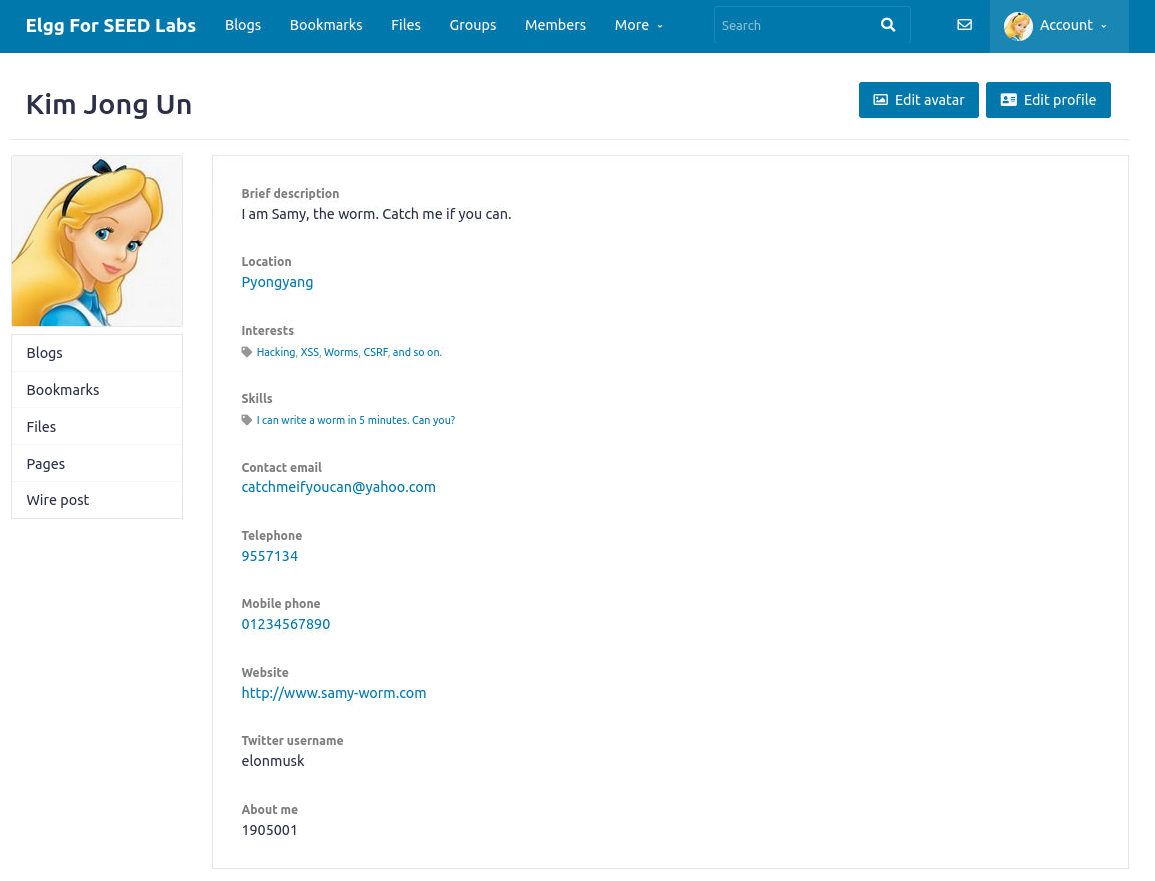 Elgg For SEED Labs Blogs Bookmarks Files Groups Members More Search Account
Kim Jong Un
Edit avatar Edit profile
Blogs
Bookmarks
Files
Pages
Wire post
Brief description
I am Samy, the worm. Catch me if you can.
Location
Pyongyang
Interests
Hacking, XSS, Worms, CSRF, and so on.
Skills
I can write a worm in 5 minutes. Can you?
Contact email
catchmeifyoucan@yahoo.com
Telephone
9557134
Mobile phone
01234567890
Website
http://www.samy-worm.com
Twitter username
elonmusk
About me
1905001